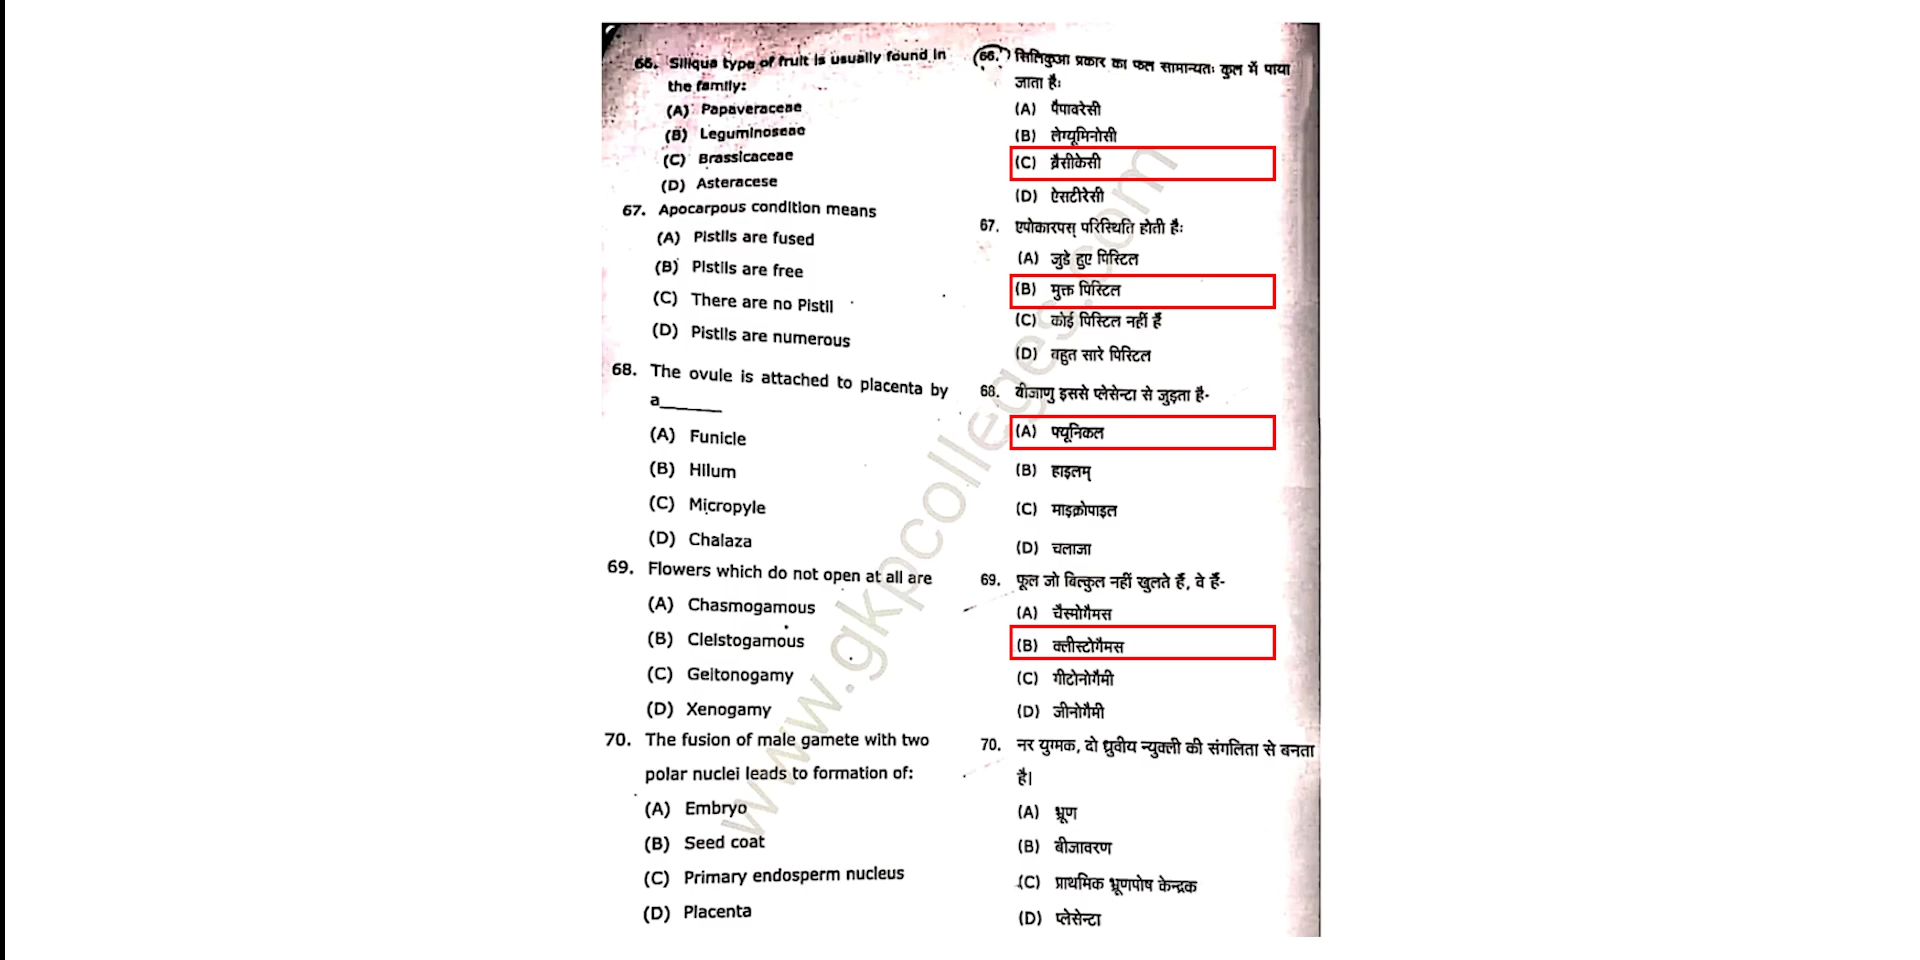 66. Siliqua type of fruit is usually found in
the family:
(A) Papaveraceae
(B) Leguminoseae
(C) Brassicaceae
(D) Asteracese
67. Apocarpous condition means
(A) Pistils are fused
(B) Pistils are free
(C) There are no Pistil
(D) Pistils are numerous
68. The ovule is attached to placenta by
a______
(A) Funicle
(B) Hilum
(C) Micropyle
(D) Chalaza
69. Flowers which do not open at all are
(A) Chasmogamous
(B) Cleistogamous
(C) Geitonogamy
(D) Xenogamy
70. The fusion of male gamete with two
polar nuclei leads to formation of:
(A) Embryo
(B) Seed coat
(C) Primary endosperm nucleus
(D) Placenta
66. सिलिकुआ प्रकार का फल सामान्यतः कुल में पाया
जाता है:
(A) पैपावरेसी
(B) लेग्यूमिनोसी
(C) ब्रैसीकेसी
(D) ऐसटीरेसी
67. एपोकारपस् परिस्थिति होती है:
(A) जुडे हुए पिस्टिल
(B) मुक्त पिस्टिल
(C) कोई पिस्टिल नहीं हैं
(D) वहुत सारे पिस्टिल
68. वीजाणु इससे प्लेसेन्टा से जुड़ता है-
(A) फ्यूनिकल
(B) हाइलम्
(C) माइक्रोपाइल
(D) चलाजा
69. फूल जो बिल्कुल नहीं खुलते हैं, वे हैं-
(A) चैस्मोगैमस
(B) क्लीस्टोगैमस
(C) गीटोनोगैमी
(D) जीनोगैमी
70. नर युग्मक, दो ध्रुवीय न्युक्ली की संगलिता से बनता
है।
(A) भ्रूण
(B) बीजावरण
(C) प्राथमिक भ्रूणपोष केन्द्रक
(D) प्लेसेन्टा
www.gkpcolleges.com